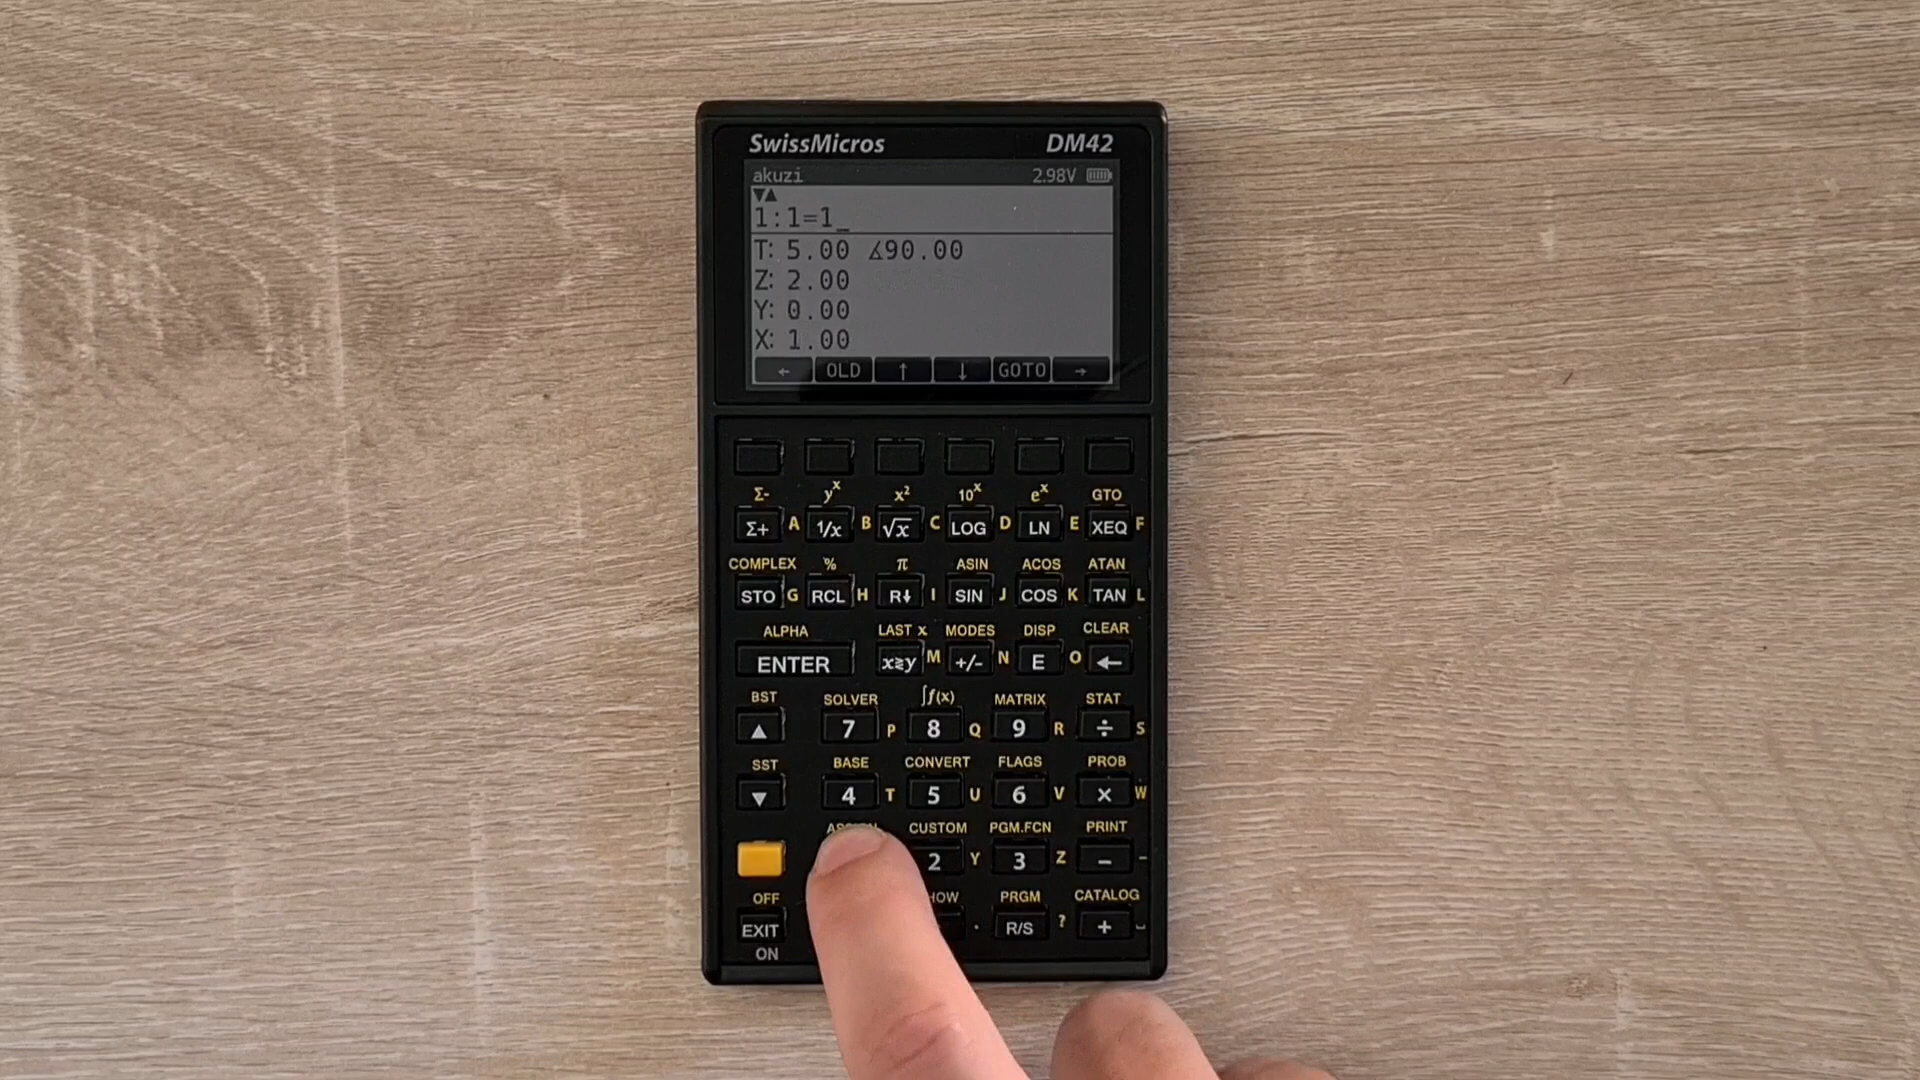 SwissMicros DM42
akuzi 2.98V
▼▲
1:1=1_
T: 5.00 ∡90.00
Z: 2.00
Y: 0.00
X: 1.00
← OLD ↑ ↓ GOTO →
Σ- yˣ x² 10ˣ eˣ GTO
Σ+ A 1/x B √x C LOG D LN E XEQ F
COMPLEX % π ASIN ACOS ATAN
STO G RCL H R↓ I SIN J COS K TAN L
ALPHA LAST x MODES DISP CLEAR
ENTER x≷y M +/- N E O ←
BST SOLVER ∫f(x) MATRIX STAT
▲ 7 P 8 Q 9 R ÷ S
SST BASE CONVERT FLAGS PROB
▼ 4 T 5 U 6 V × W
CUSTOM PGM.FCN PRINT
2 Y 3 Z − -
OFF PRGM CATALOG
EXIT . R/S ? + ␣
ON